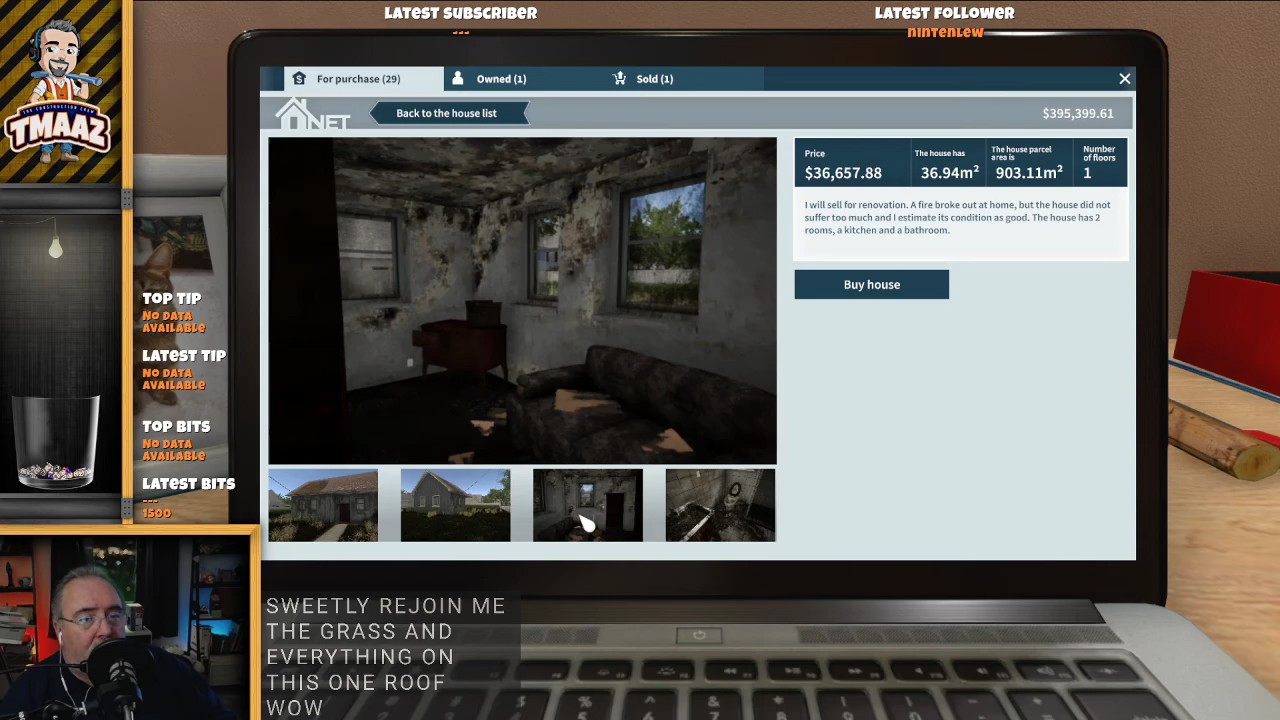 LATEST SUBSCRIBER
---
LATEST FOLLOWER
nintenlew
THE CONSTRUCTION CREW
TMAAZ
For purchase (29)
Owned (1)
Sold (1)
NET
Back to the house list
$395,399.61
Price
$36,657.88
The house has
36.94m²
The house parcel
area is
903.11m²
Number
of floors
1
I will sell for renovation. A fire broke out at home, but the house did not
suffer too much and I estimate its condition as good. The house has 2
rooms, a kitchen and a bathroom.
Buy house
TOP TIP
NO DATA
AVAILABLE
LATEST TIP
NO DATA
AVAILABLE
TOP BITS
NO DATA
AVAILABLE
LATEST BITS
---
1500
SWEETLY REJOIN ME
THE GRASS AND
EVERYTHING ON
THIS ONE ROOF
WOW